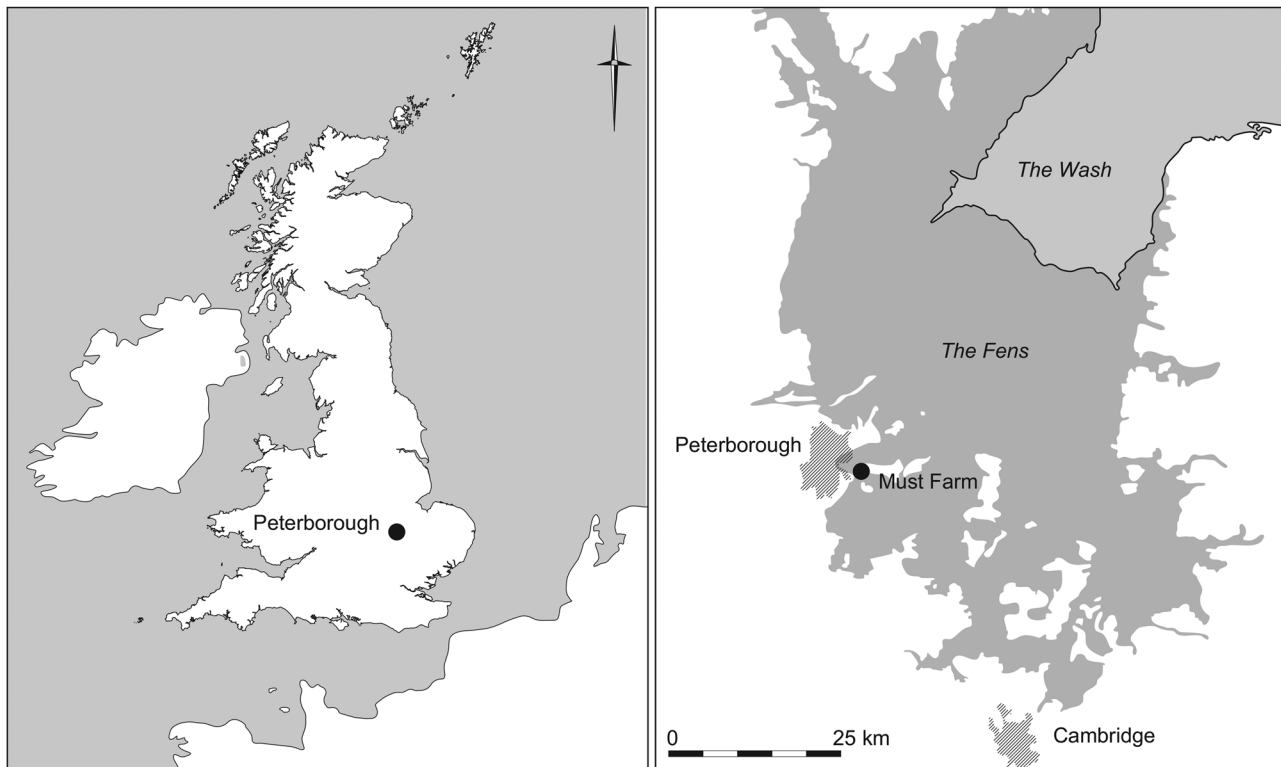 Peterborough
The Wash
The Fens
Peterborough
Must Farm
0 25 km
Cambridge